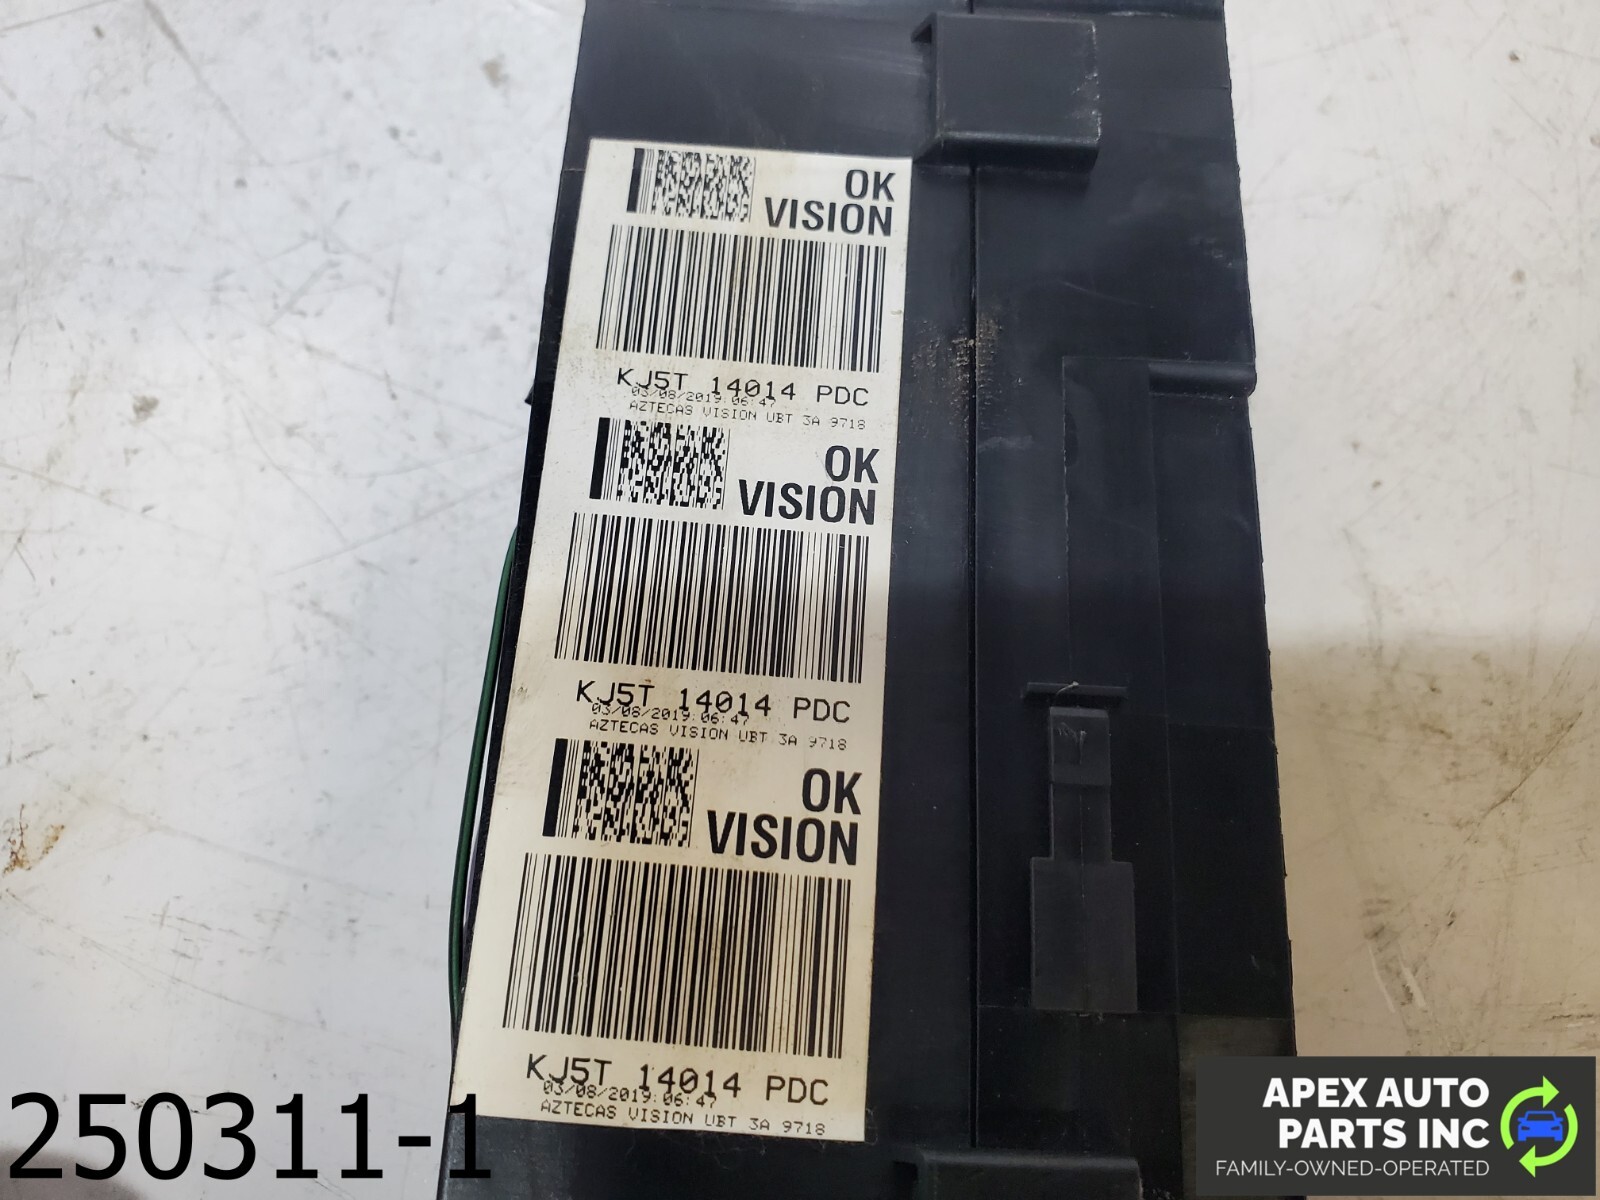 OK
VISION
KJ5T 14014 PDC
03/08/2019:06:47
AZTECAS VISION UBT 3A 9718
OK
VISION
KJ5T 14014 PDC
03/08/2019:06:47
AZTECAS VISION UBT 3A 9718
OK
VISION
KJ5T 14014 PDC
03/08/2019:06:47
AZTECAS VISION UBT 3A 9718
250311-1
APEX AUTO
PARTS INC
FAMILY-OWNED-OPERATED